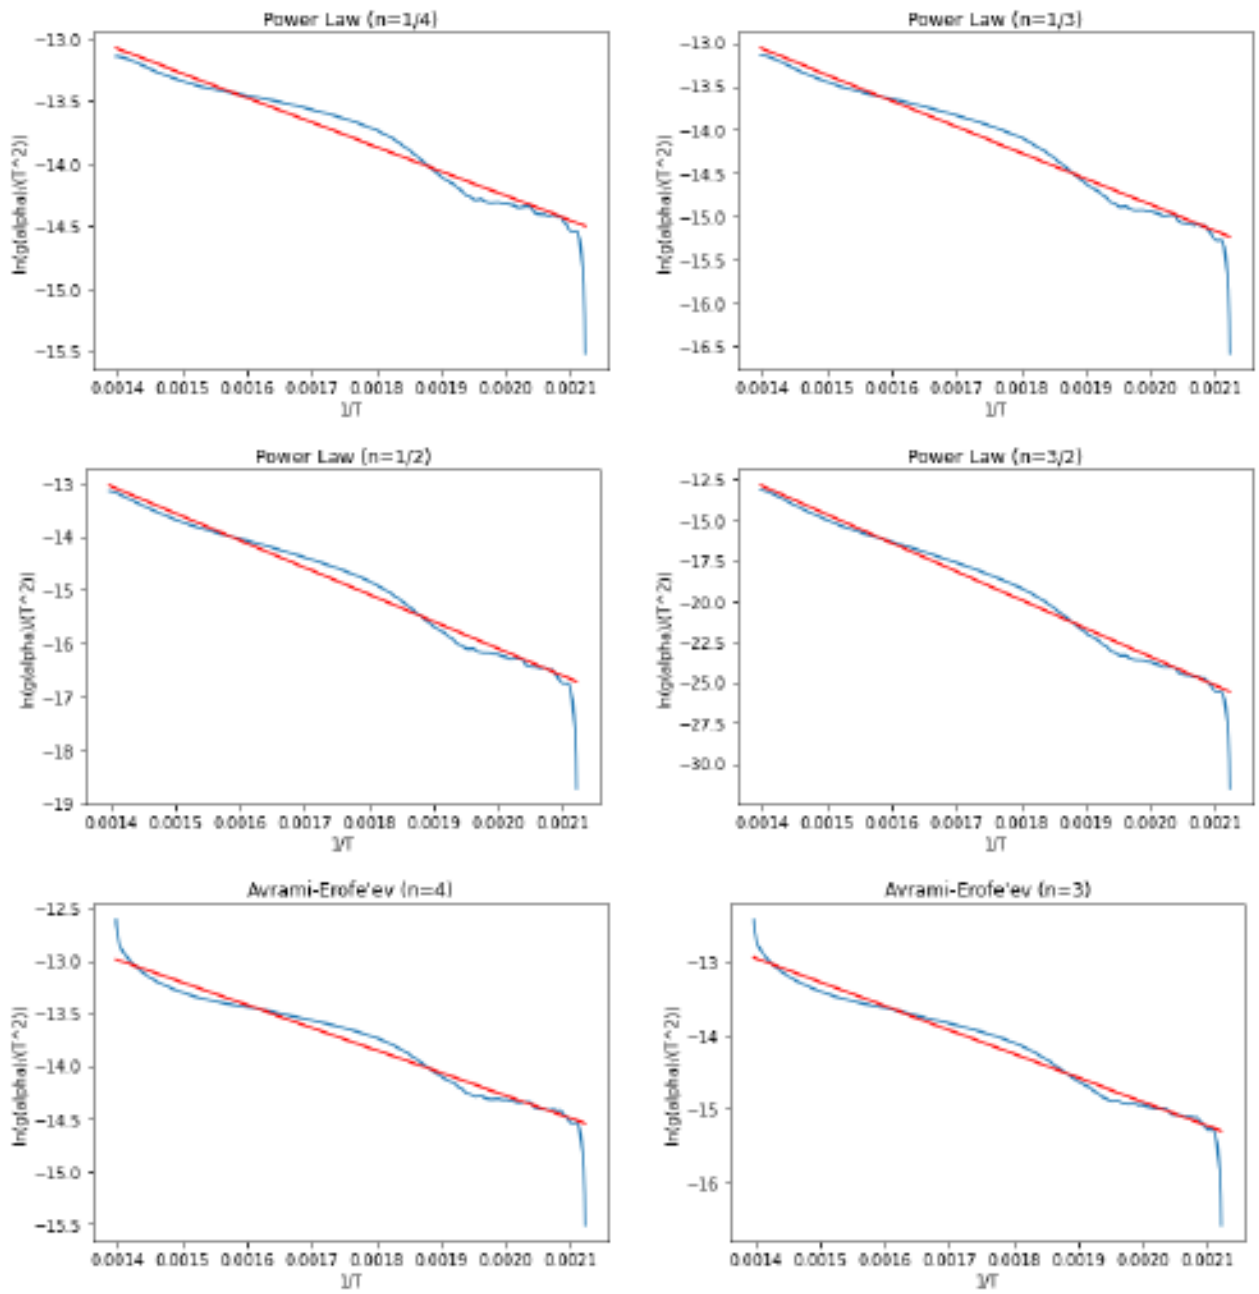 Power Law (n=1/4)
ln(g(alpha)/(T^2))
−13.0
−13.5
−14.0
−14.5
−15.0
−15.5
0.0014 0.0015 0.0016 0.0017 0.0018 0.0019 0.0020 0.0021
1/T
Power Law (n=1/3)
ln(g(alpha)/(T^2))
−13.0
−13.5
−14.0
−14.5
−15.0
−15.5
−16.0
−16.5
0.0014 0.0015 0.0016 0.0017 0.0018 0.0019 0.0020 0.0021
1/T
Power Law (n=1/2)
ln(g(alpha)/(T^2))
−13
−14
−15
−16
−17
−18
−19
0.0014 0.0015 0.0016 0.0017 0.0018 0.0019 0.0020 0.0021
1/T
Power Law (n=3/2)
ln(g(alpha)/(T^2))
−12.5
−15.0
−17.5
−20.0
−22.5
−25.0
−27.5
−30.0
0.0014 0.0015 0.0016 0.0017 0.0018 0.0019 0.0020 0.0021
1/T
Avrami-Erofe'ev (n=4)
ln(g(alpha)/(T^2))
−12.5
−13.0
−13.5
−14.0
−14.5
−15.0
−15.5
0.0014 0.0015 0.0016 0.0017 0.0018 0.0019 0.0020 0.0021
1/T
Avrami-Erofe'ev (n=3)
ln(g(alpha)/(T^2))
−13
−14
−15
−16
0.0014 0.0015 0.0016 0.0017 0.0018 0.0019 0.0020 0.0021
1/T